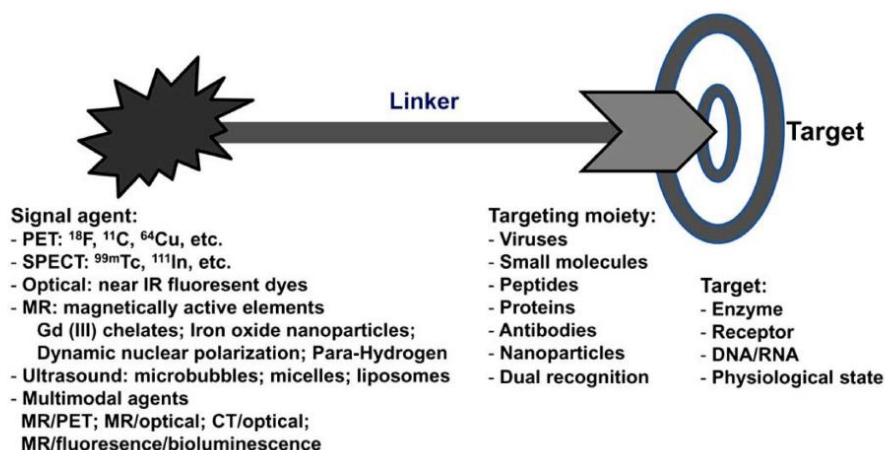 Linker
Target
Signal agent:
- PET: ¹⁸F, ¹¹C, ⁶⁴Cu, etc.
- SPECT: ⁹⁹ᵐTc, ¹¹¹In, etc.
- Optical: near IR fluoresent dyes
- MR: magnetically active elements
Gd (III) chelates; Iron oxide nanoparticles;
Dynamic nuclear polarization; Para-Hydrogen
- Ultrasound: microbubbles; micelles; liposomes
- Multimodal agents
MR/PET; MR/optical; CT/optical;
MR/fluoresence/bioluminescence
Targeting moiety:
- Viruses
- Small molecules
- Peptides
- Proteins
- Antibodies
- Nanoparticles
- Dual recognition
Target:
- Enzyme
- Receptor
- DNA/RNA
- Physiological state